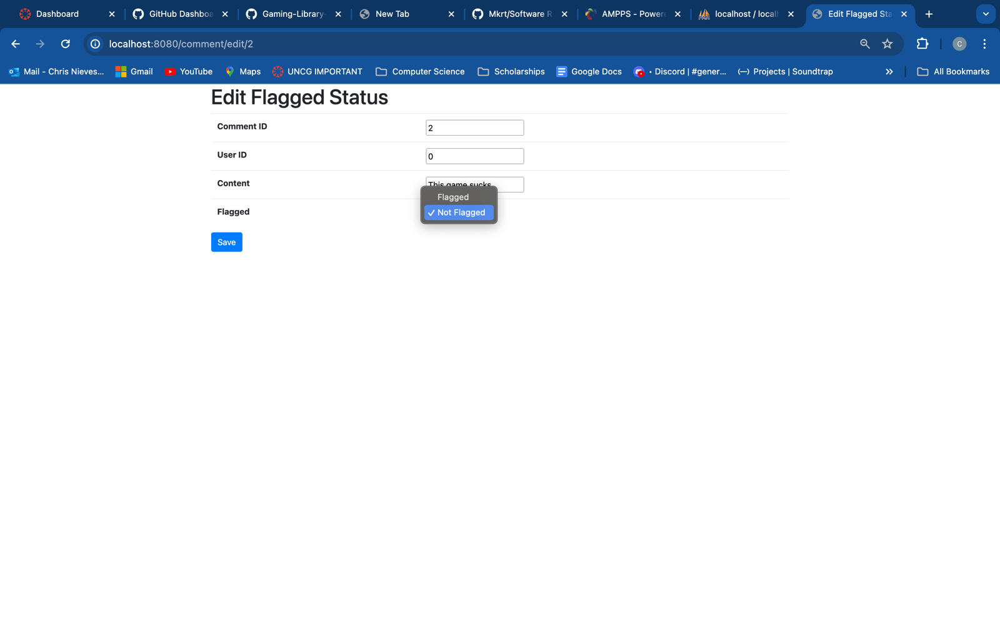 Dashboard GitHub Dashboa Gaming-Library- New Tab Mkrt/Software R AMPPS - Powere localhost / localh Edit Flagged Sta
localhost:8080/comment/edit/2 C
Mail - Chris Nieves... Gmail YouTube Maps UNCG IMPORTANT Computer Science Scholarships Google Docs • Discord | #gener... Projects | Soundtrap » All Bookmarks
Edit Flagged Status
Comment ID 2
User ID 0
Content This game sucks
Flagged
Flagged Not Flagged
Save